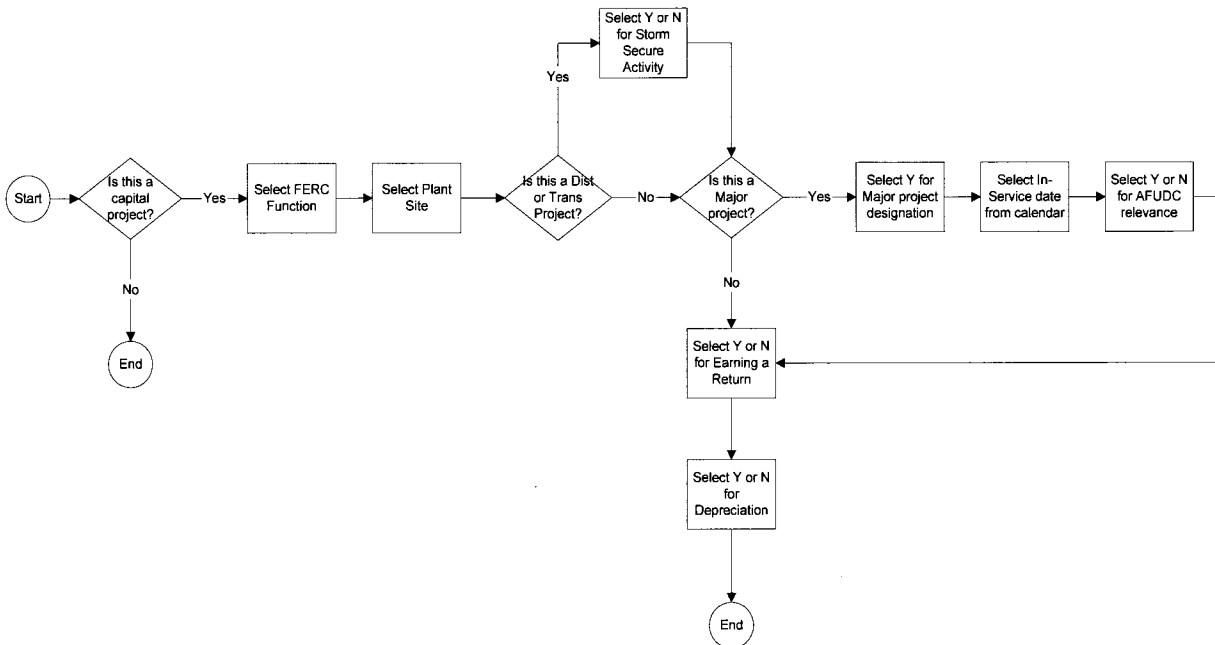 Start
Is this a
capital
project?
Yes
No
End
Select FERC
Function
Select Plant
Site
Is this a Dist
or Trans
Project?
Yes
No
Select Y or N
for Storm
Secure
Activity
Is this a
Major
project?
Yes
No
Select Y for
Major project
designation
Select In-
Service date
from calendar
Select Y or N
for AFUDC
relevance
Select Y or N
for Earning a
Return
Select Y or N
for
Depreciation
End